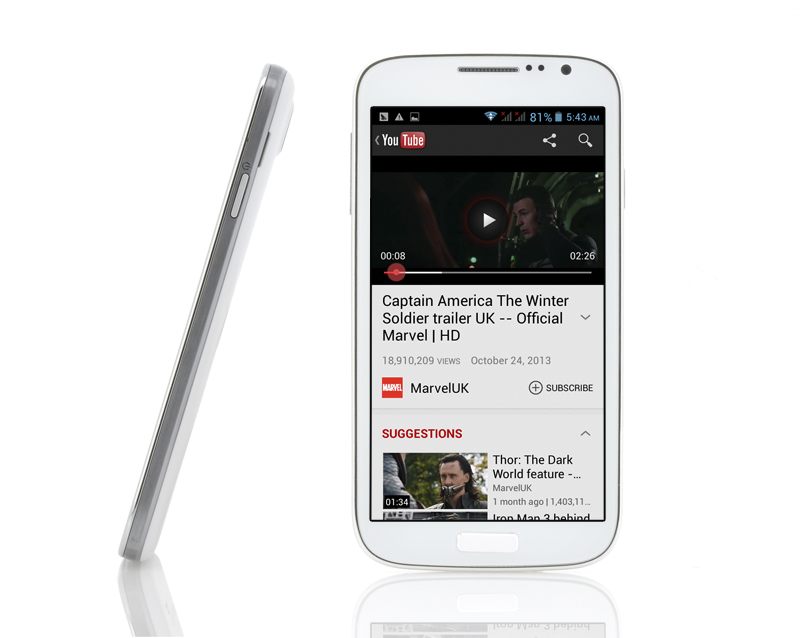 81% 5:43 AM
You Tube
00:08 02:26
Captain America The Winter
Soldier trailer UK -- Official
Marvel | HD
18,910,209 VIEWS October 24, 2013
MARVEL MarvelUK SUBSCRIBE
SUGGESTIONS
Thor: The Dark
World feature -...
MarvelUK
01:34 1 month ago | 1,403,11...
Iron Man 3 behind